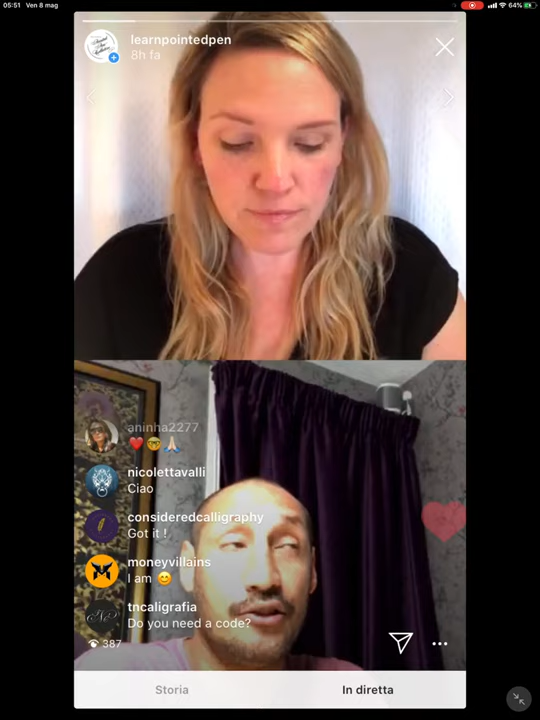 05:51 Ven 8 mag
64%
learnpointedpen
8h fa
aninha2277
❤️🤓🙏🏻
nicolettavalli
Ciao
consideredcalligraphy
Got it !
moneyvillains
I am 😊
tncaligrafia
Do you need a code?
387
Storia
In diretta